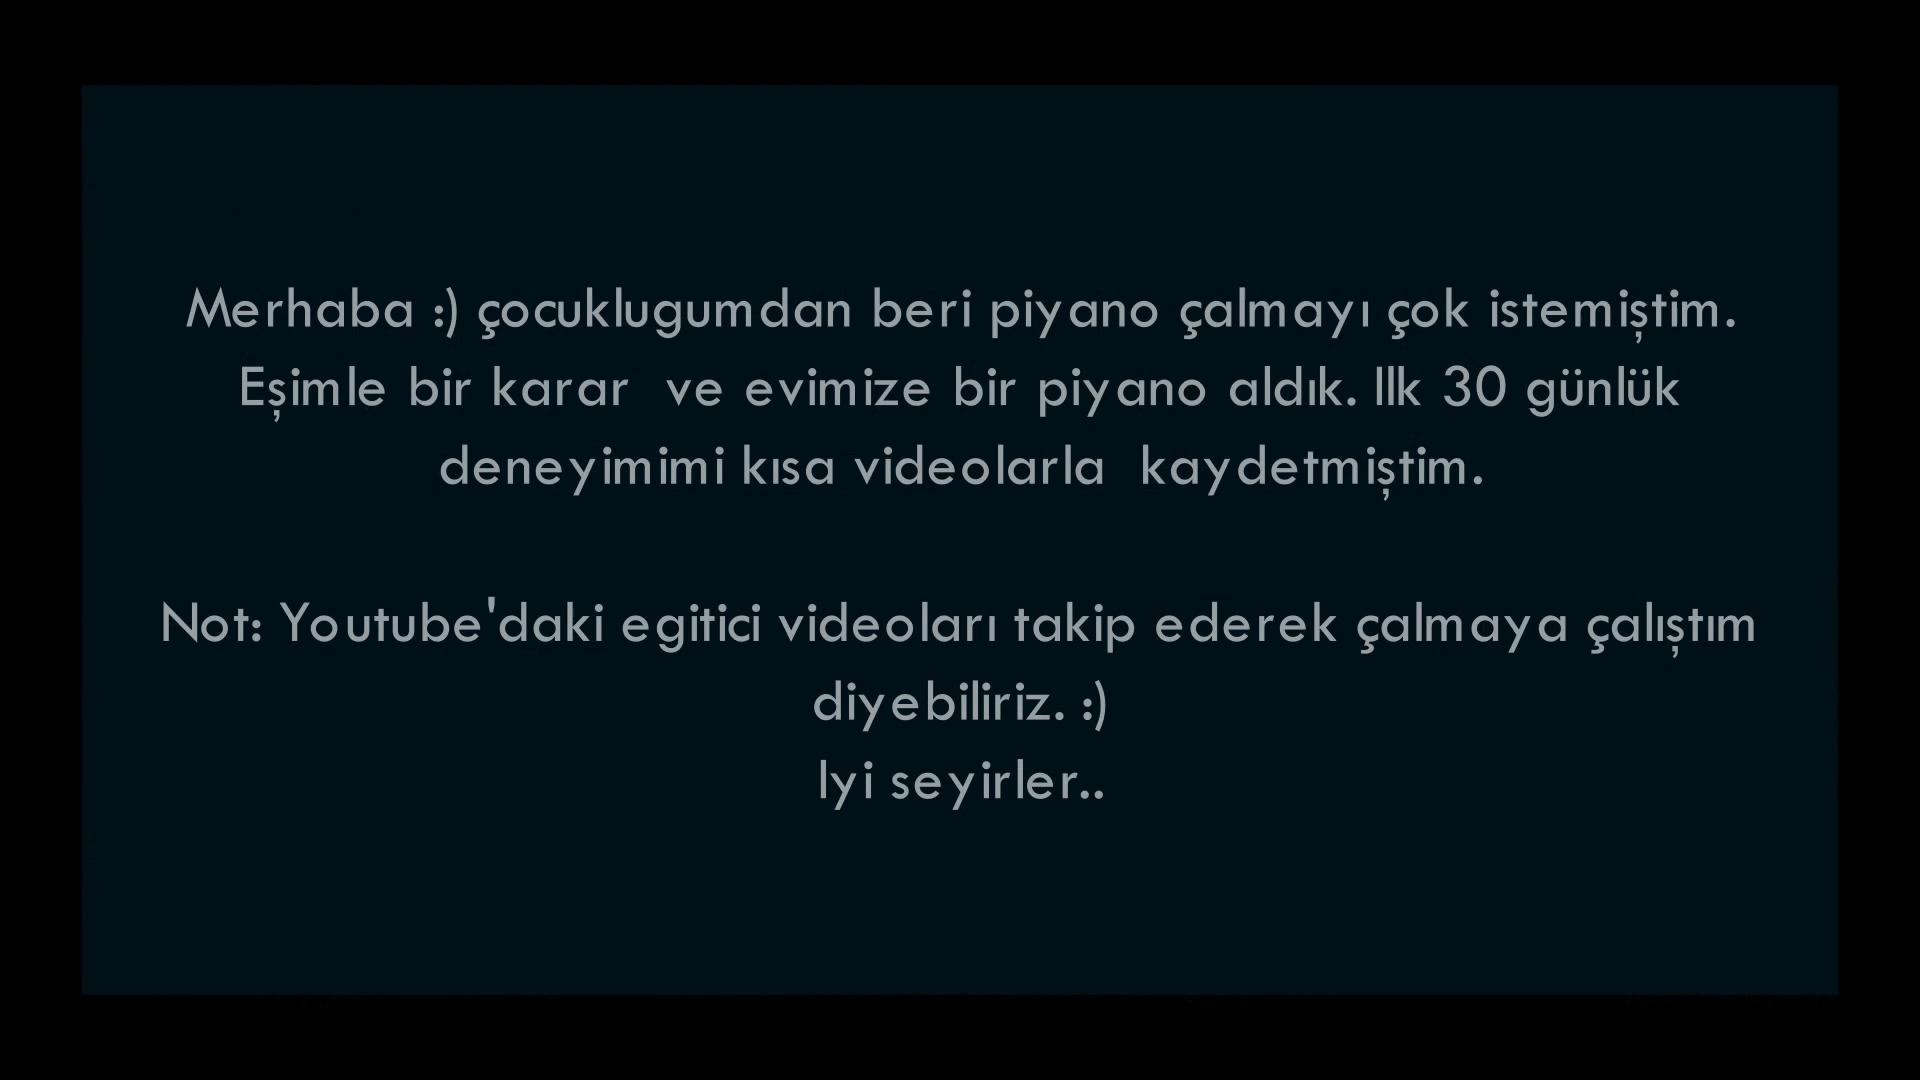 Merhaba :) çocuklugumdan beri piyano çalmayı çok istemiştim.
Eşimle bir karar  ve evimize bir piyano aldık. Ilk 30 günlük
deneyimimi kısa videolarla  kaydetmiştim.
Not: Youtube'daki egitici videoları takip ederek çalmaya çalıştım
diyebiliriz. :)
Iyi seyirler..